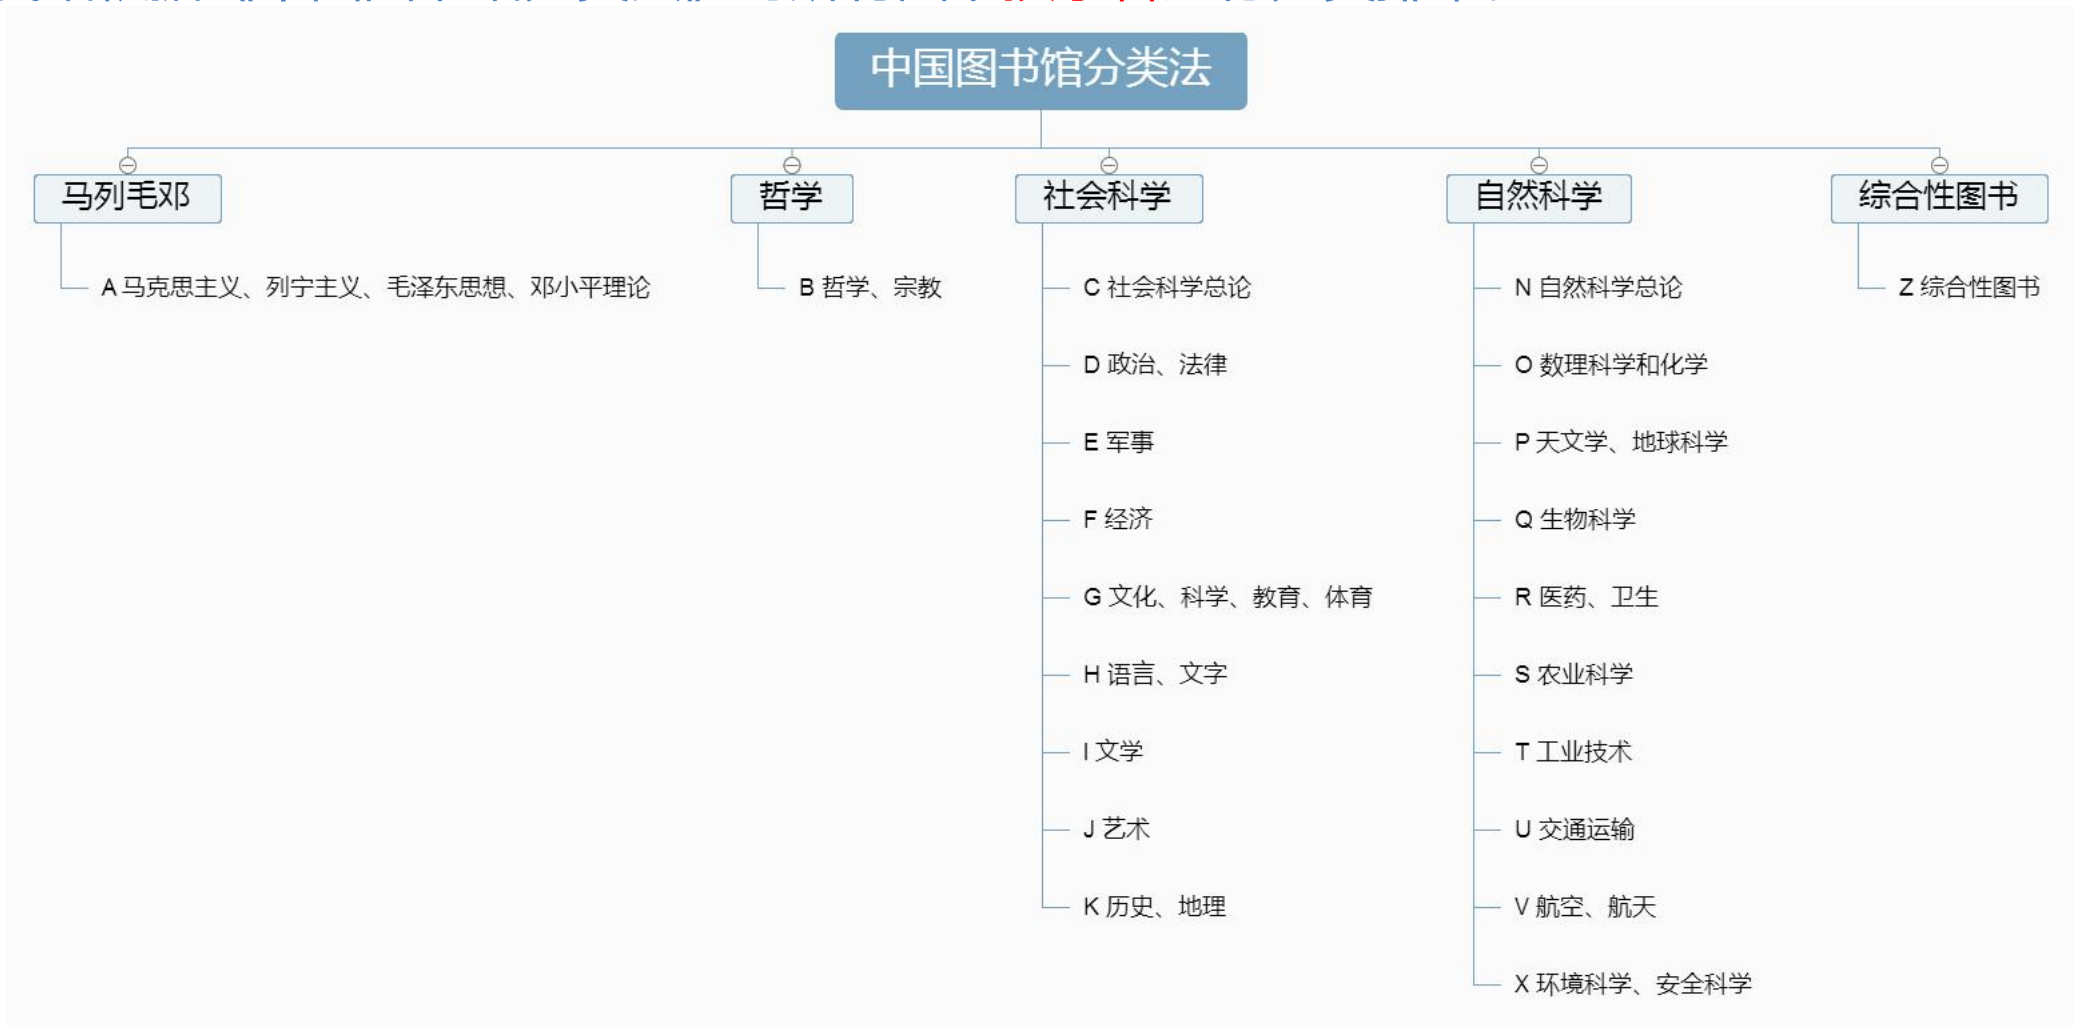 中国图书馆分类法
马列毛邓
A 马克思主义、列宁主义、毛泽东思想、邓小平理论
哲学
B 哲学、宗教
社会科学
C 社会科学总论
D 政治、法律
E 军事
F 经济
G 文化、科学、教育、体育
H 语言、文字
I 文学
J 艺术
K 历史、地理
自然科学
N 自然科学总论
O 数理科学和化学
P 天文学、地球科学
Q 生物科学
R 医药、卫生
S 农业科学
T 工业技术
U 交通运输
V 航空、航天
X 环境科学、安全科学
综合性图书
Z 综合性图书